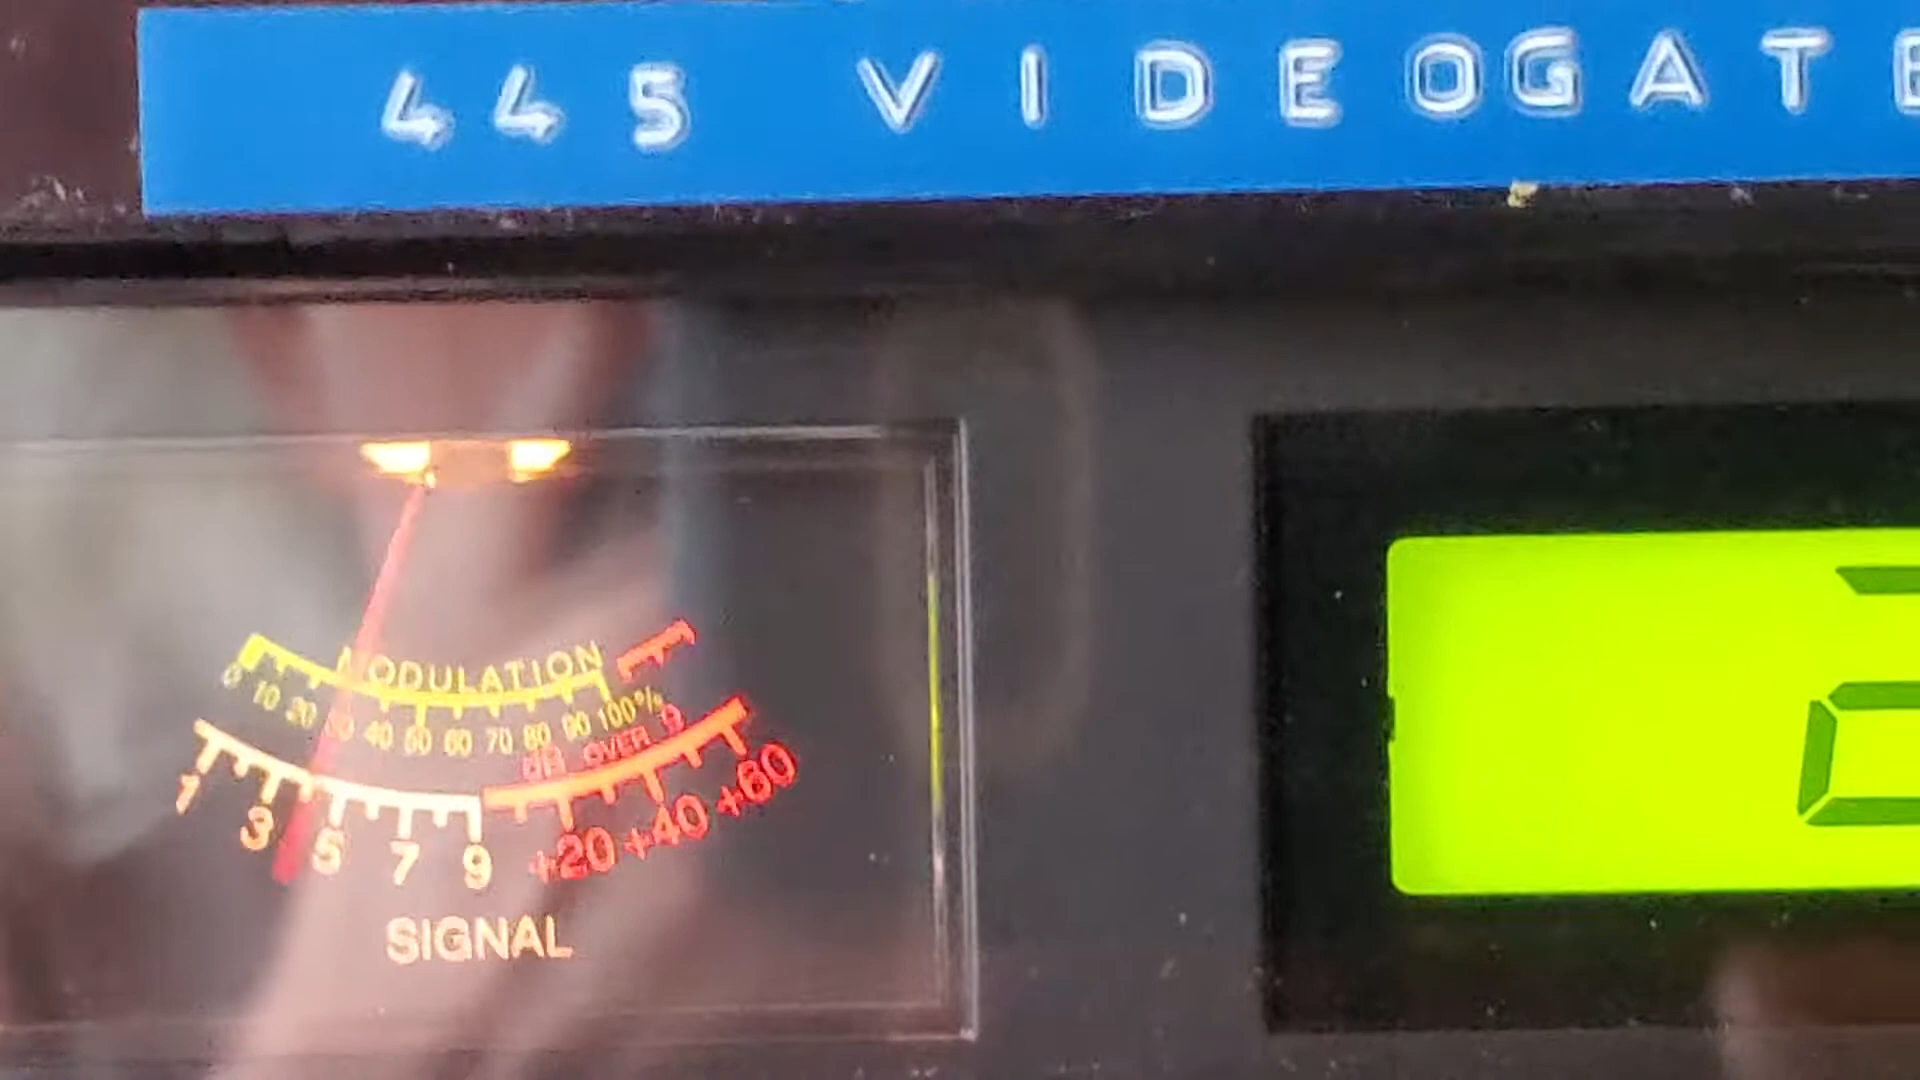 445 VIDEOGATE
MODULATION
0 10 20 30 40 50 60 70 80 90 100%
dB OVER 9
1 3 5 7 9 +20 +40 +60
SIGNAL